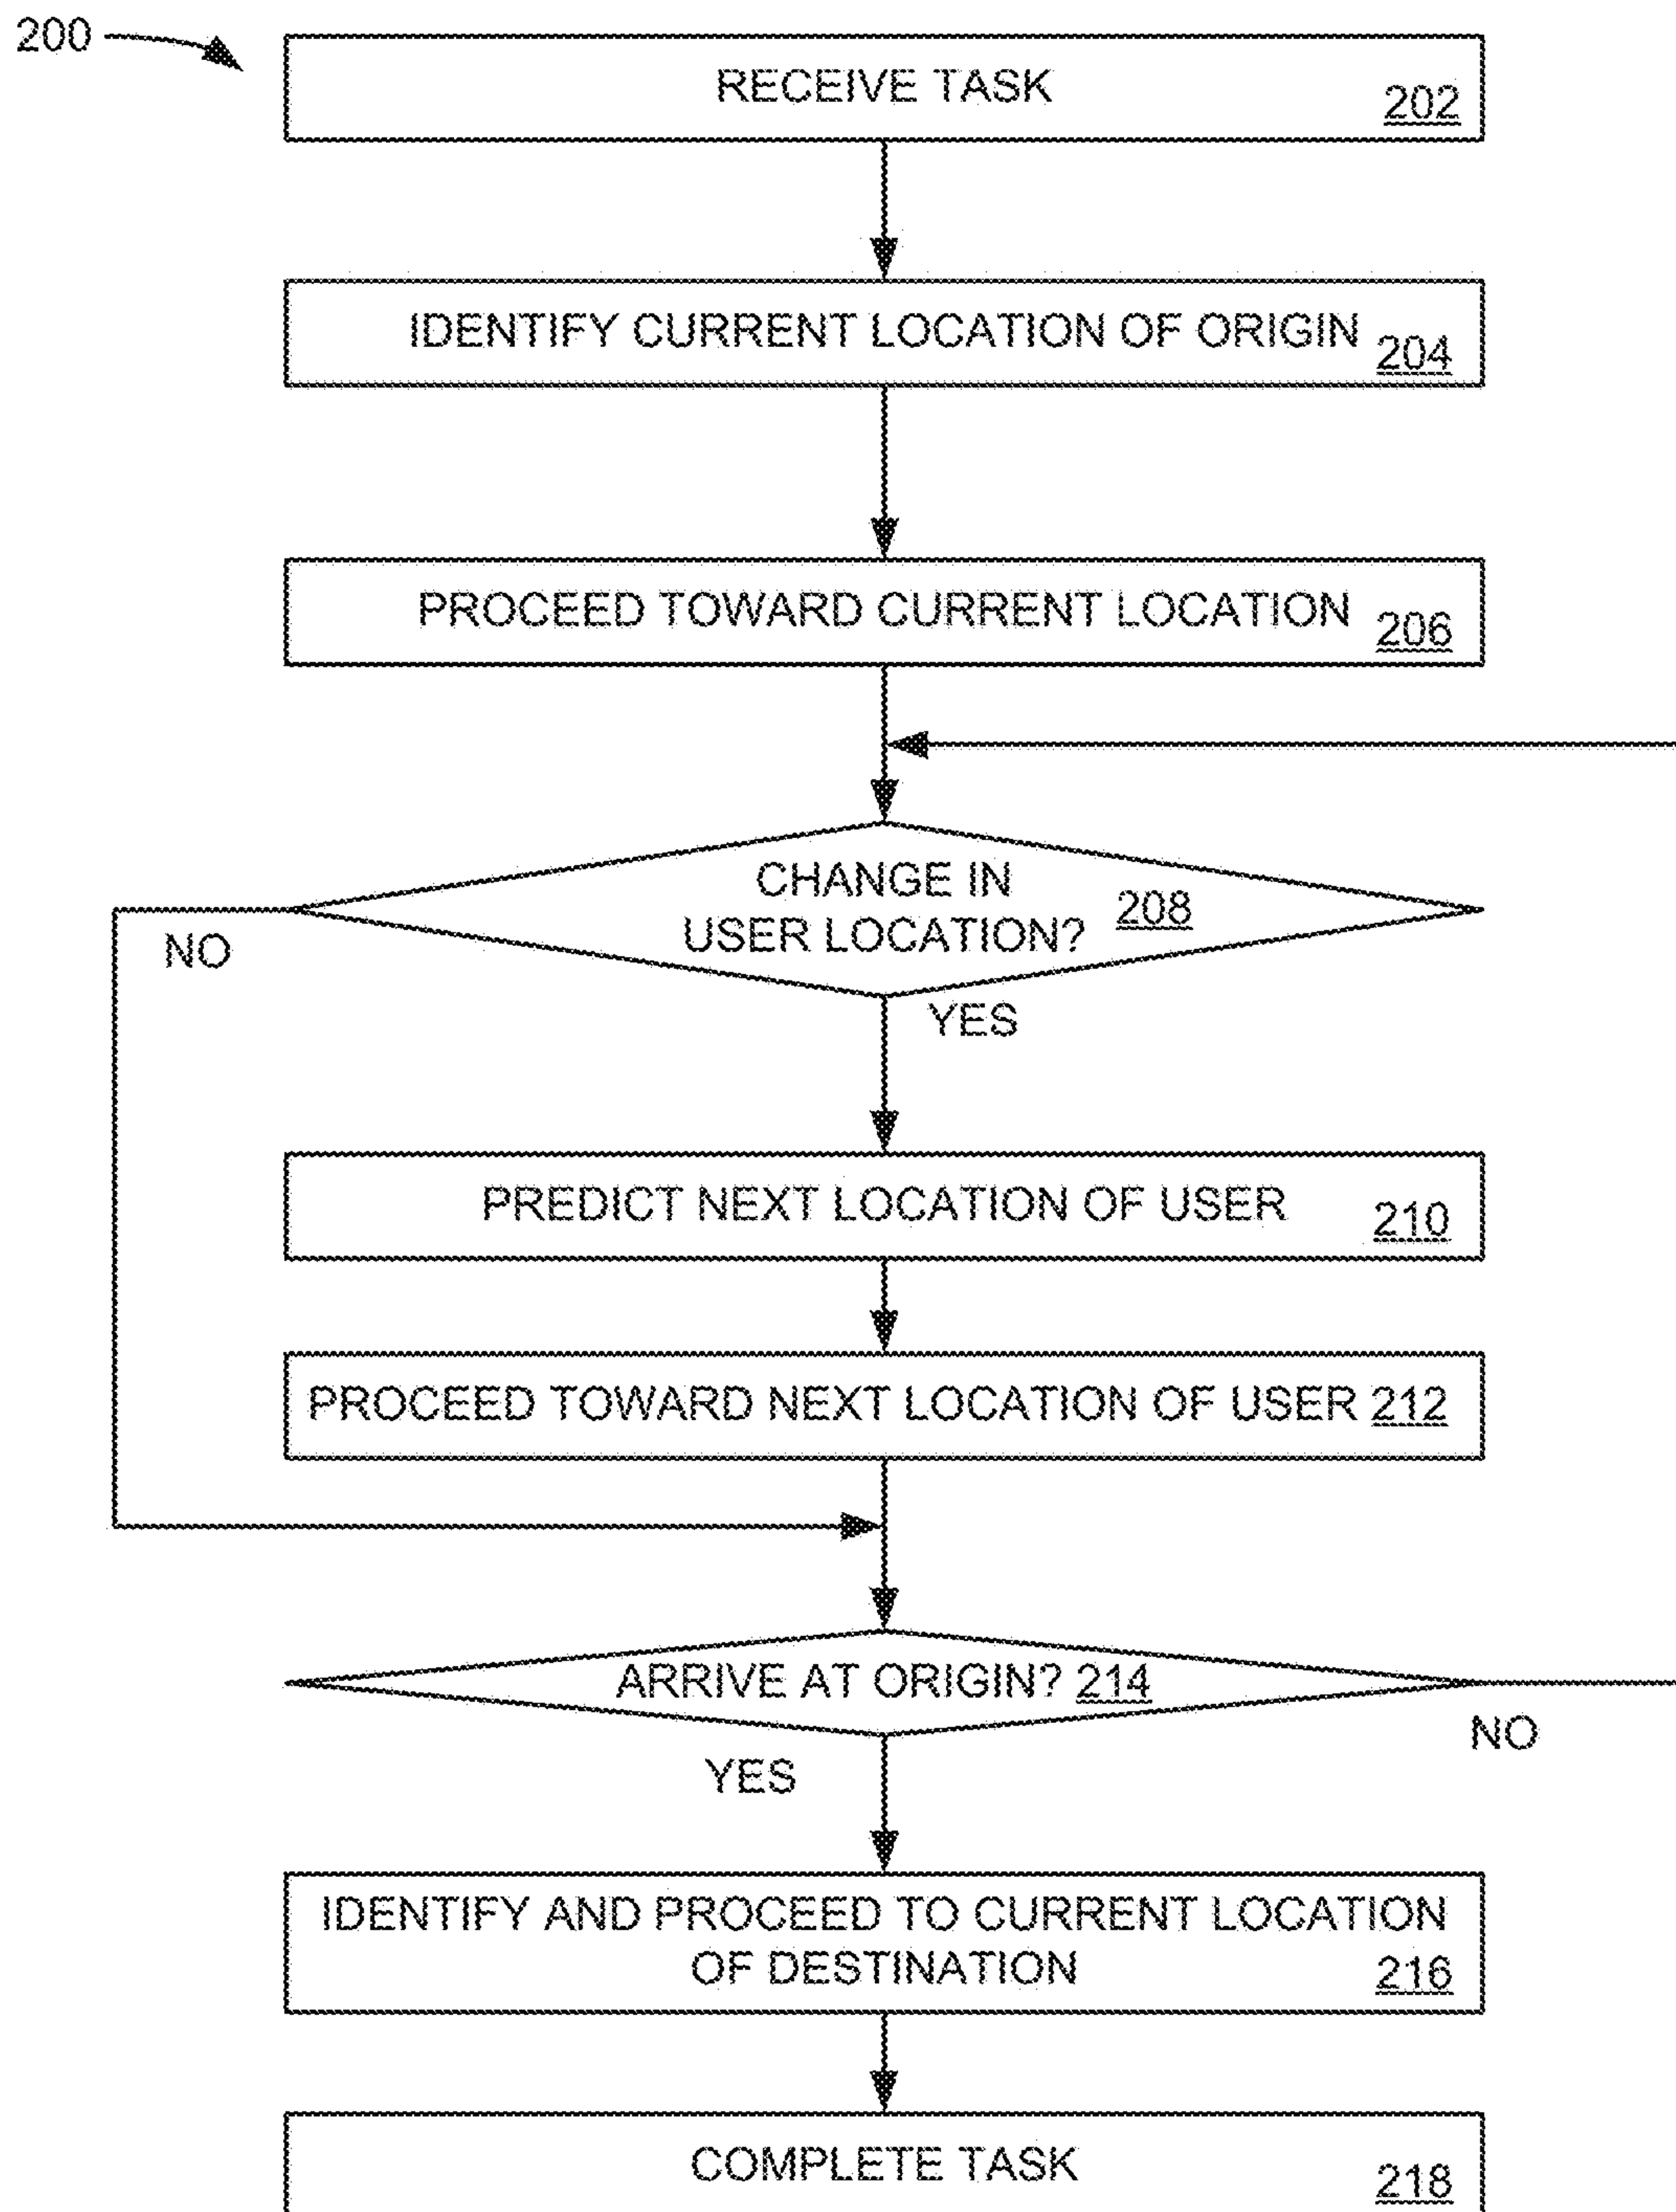 200
RECEIVE TASK
202
IDENTIFY CURRENT LOCATION OF ORIGIN 204
PROCEED TOWARD CURRENT LOCATION 206
CHANGE IN
USER LOCATION? 208
NO
YES
PREDICT NEXT LOCATION OF USER
210
PROCEED TOWARD NEXT LOCATION OF USER 212
ARRIVE AT ORIGIN? 214
NO
YES
IDENTIFY AND PROCEED TO CURRENT LOCATION
OF DESTINATION
216
COMPLETE TASK
218